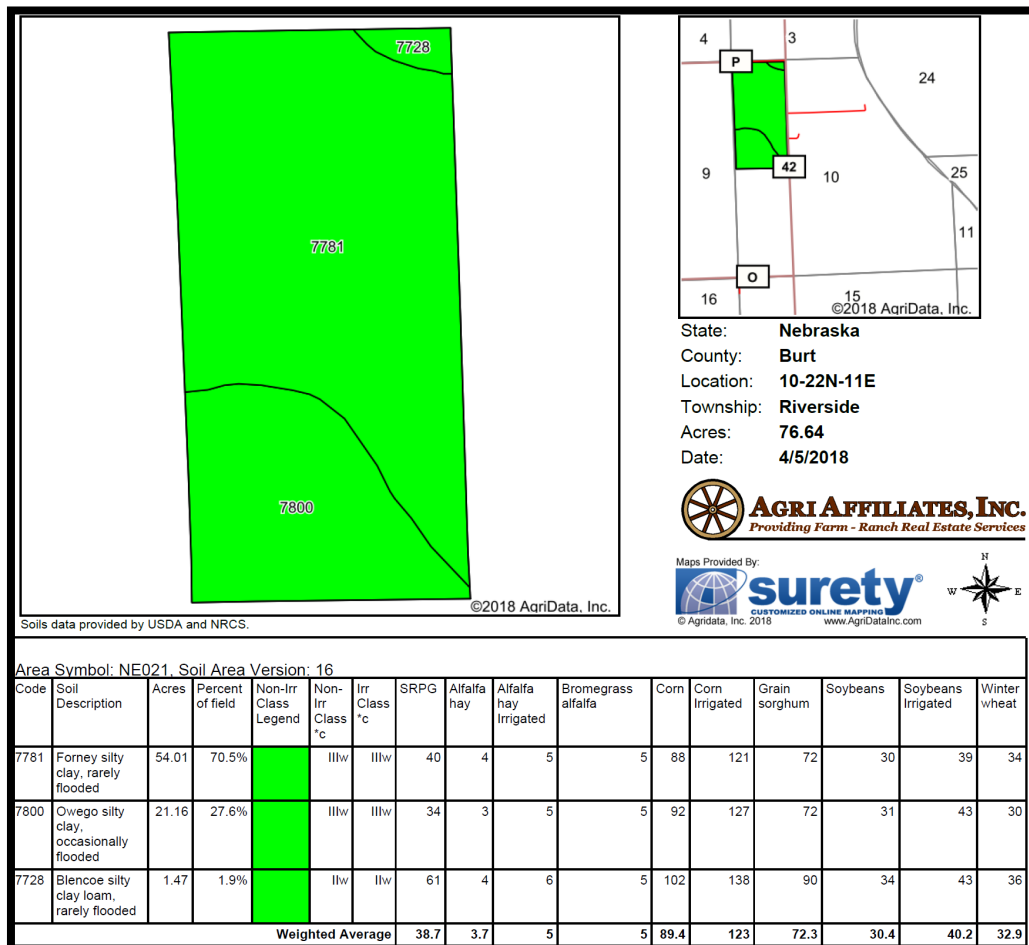 7728
7781
7800
©2018 AgriData, Inc.
Soils data provided by USDA and NRCS.
4
3
P
24
9
42
10
25
11
O
16
15
©2018 AgriData, Inc.
State: Nebraska
County: Burt
Location: 10-22N-11E
Township: Riverside
Acres: 76.64
Date: 4/5/2018
AGRI AFFILIATES, INC.
Providing Farm - Ranch Real Estate Services
Maps Provided By:
surety®
CUSTOMIZED ONLINE MAPPING
© Agridata, Inc. 2018 www.AgriDataInc.com
N
W E
S
Area Symbol: NE021, Soil Area Version: 16
Code Soil Description Acres Percent of field Non-Irr Class Legend Non-Irr Class *c Irr Class *c SRPG Alfalfa hay Alfalfa hay Irrigated Bromegrass alfalfa Corn Corn Irrigated Grain sorghum Soybeans Soybeans Irrigated Winter wheat
7781 Forney silty clay, rarely flooded 54.01 70.5% IIIw IIIw 40 4 5 5 88 121 72 30 39 34
7800 Owego silty clay, occasionally flooded 21.16 27.6% IIIw IIIw 34 3 5 5 92 127 72 31 43 30
7728 Blencoe silty clay loam, rarely flooded 1.47 1.9% IIw IIw 61 4 6 5 102 138 90 34 43 36
Weighted Average 38.7 3.7 5 5 89.4 123 72.3 30.4 40.2 32.9